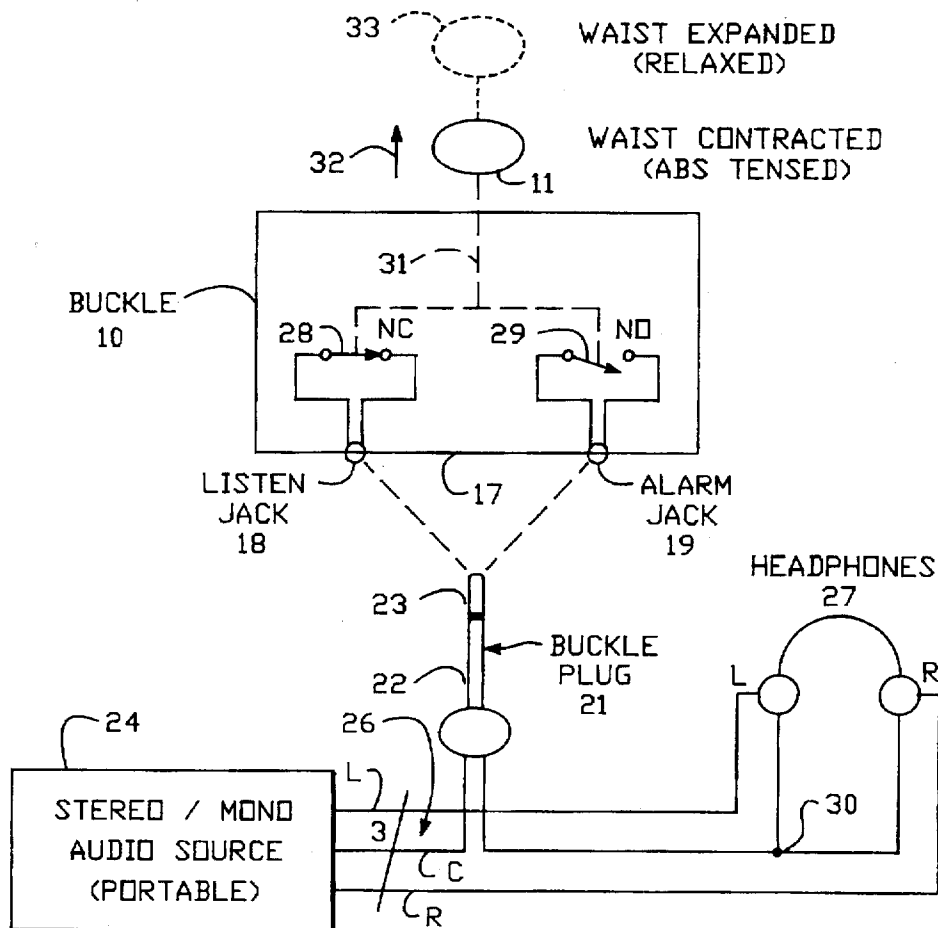 33
WAIST EXPANDED
(RELAXED)
32
WAIST CONTRACTED
(ABS TENSED)
11
31
BUCKLE
10
28
NC
29
NO
LISTEN
JACK
18
17
ALARM
JACK
19
23
HEADPHONES
27
22
BUCKLE
PLUG
21
L
R
24
26
STEREO / MONO
AUDIO SOURCE
(PORTABLE)
L
3
C
R
30